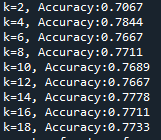 k=2, Accuracy:0.7067
k=4, Accuracy:0.7844
k=6, Accuracy:0.7667
k=8, Accuracy:0.7711
k=10, Accuracy:0.7689
k=12, Accuracy:0.7667
k=14, Accuracy:0.7778
k=16, Accuracy:0.7711
k=18, Accuracy:0.7733